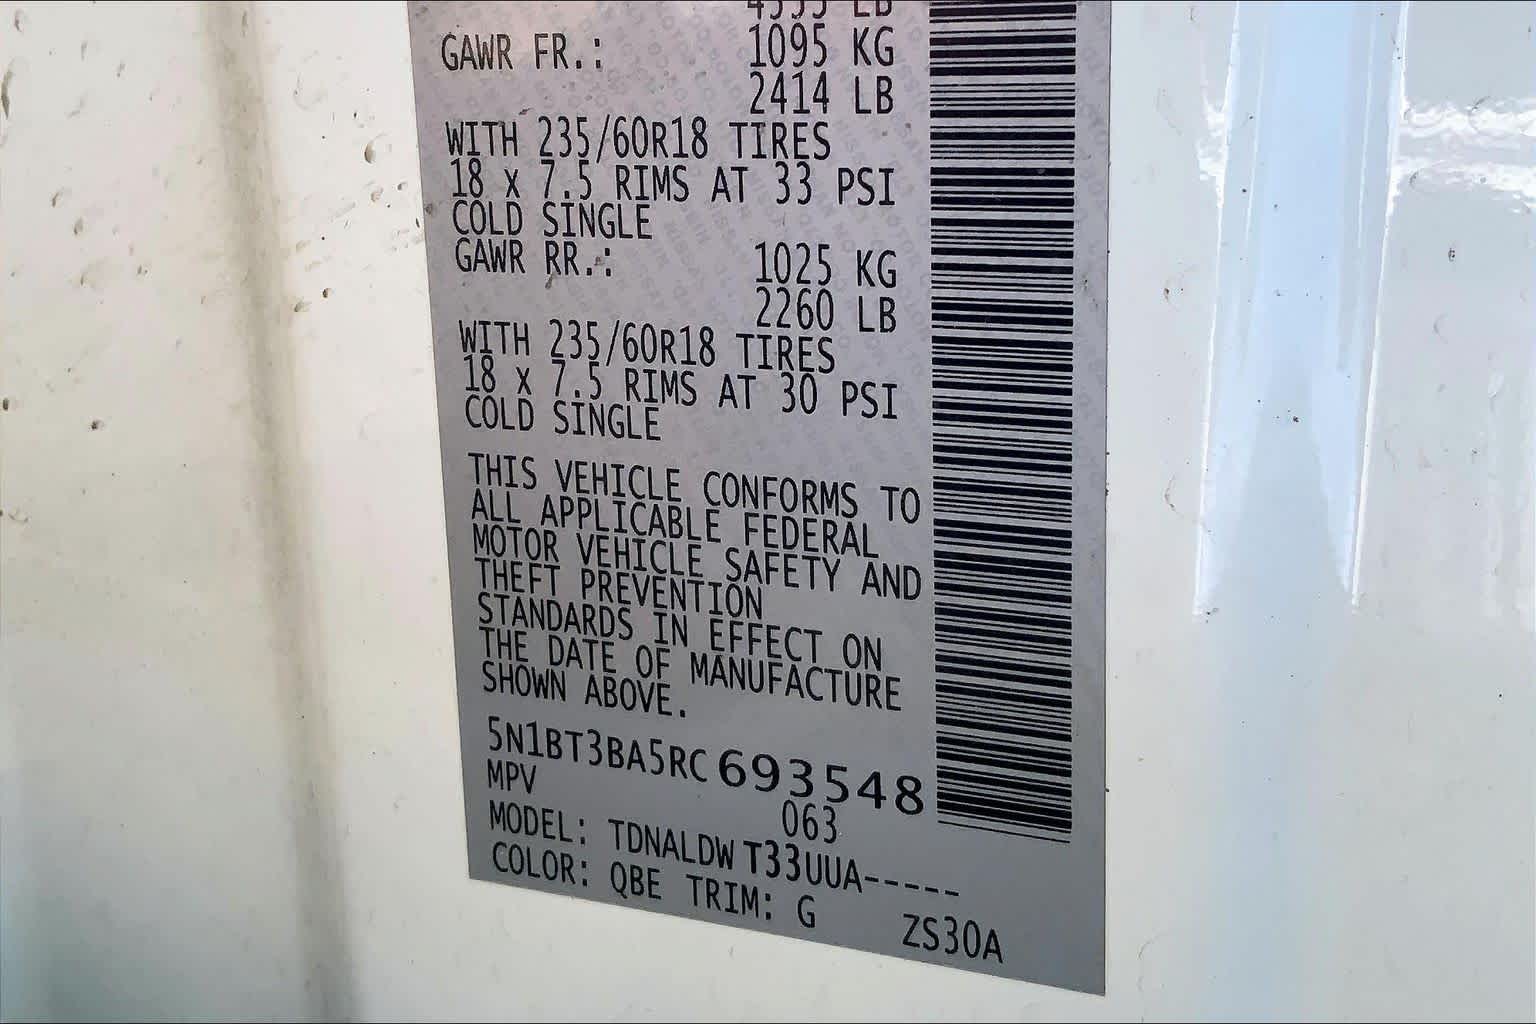 GAWR FR.: 1095 KG
2414 LB
WITH 235/60R18 TIRES
18 x 7.5 RIMS AT 33 PSI
COLD SINGLE
GAWR RR.: 1025 KG
2260 LB
WITH 235/60R18 TIRES
18 x 7.5 RIMS AT 30 PSI
COLD SINGLE
THIS VEHICLE CONFORMS TO
ALL APPLICABLE FEDERAL
MOTOR VEHICLE SAFETY AND
THEFT PREVENTION
STANDARDS IN EFFECT ON
THE DATE OF MANUFACTURE
SHOWN ABOVE.
5N1BT3BA5RC693548
MPV 063
MODEL: TDNALDWT33UUA-----
COLOR: QBE TRIM: G ZS30A